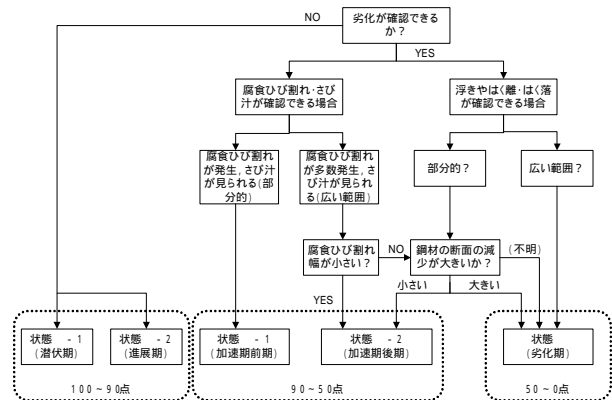 劣化が確認できる
か?
NO
YES
腐食ひび割れ・さび
汁が確認できる場合
浮きやはく離・はく落
が確認できる場合
腐食ひび割れ
が発生,さび汁
が見られる(部
分的)
腐食ひび割れ
が多数発生,さ
び汁が見られ
る(広い範囲)
部分的?
広い範囲?
腐食ひび割れ
幅が小さい?
NO
鋼材の断面の減
少が大きいか?
(不明)
YES
小さい
大きい
状態 -1
(潜伏期)
状態 -2
(進展期)
状態 -1
(加速期前期)
状態 -2
(加速期後期)
状態
(劣化期)
100~90点
90~50点
50~0点